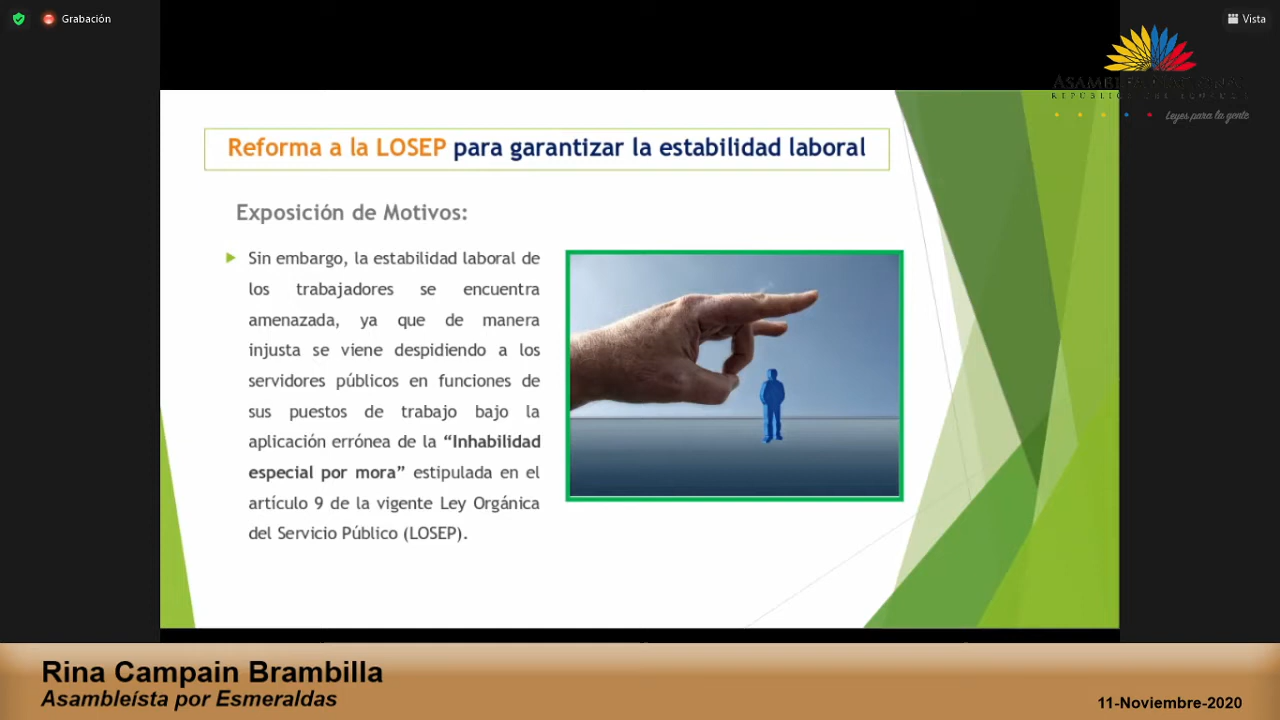 Grabación
Vista
ASAMBLEA NACIONAL
REPÚBLICA DEL ECUADOR
Leyes para la gente
Reforma a la LOSEP para garantizar la estabilidad laboral
Exposición de Motivos:
Sin embargo, la estabilidad laboral de
los trabajadores se encuentra
amenazada, ya que de manera
injusta se viene despidiendo a los
servidores públicos en funciones de
sus puestos de trabajo bajo la
aplicación errónea de la “Inhabilidad
especial por mora” estipulada en el
artículo 9 de la vigente Ley Orgánica
del Servicio Público (LOSEP).
Rina Campain Brambilla
Asambleísta por Esmeraldas
11-Noviembre-2020